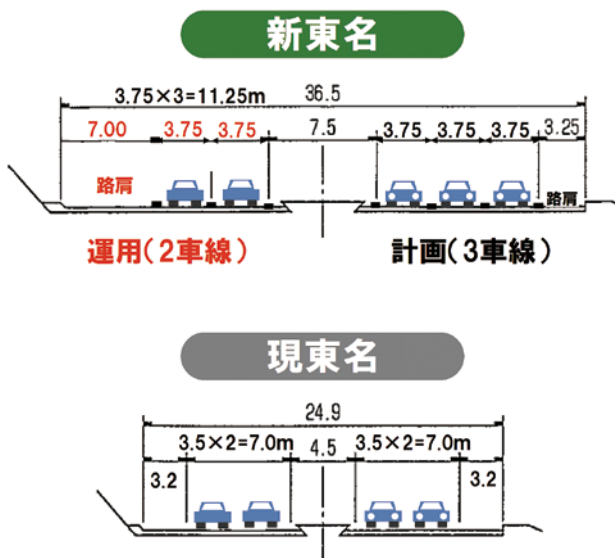 新東名
3.75×3=11.25m 36.5
7.00 3.75 3.75 7.5 3.75 3.75 3.75 3.25
路肩 路肩
運用(2車線) 計画(3車線)
現東名
24.9
3.5×2=7.0m 4.5 3.5×2=7.0m
3.2 3.2